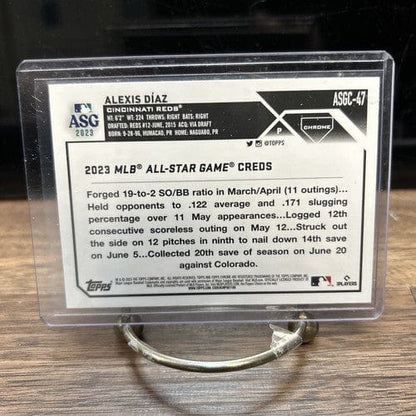 ASG
2023
ALEXIS DÍAZ
CINCINNATI REDS®
HT: 6'2" WT: 224 THROWS: RIGHT BATS: RIGHT
DRAFTED: REDS #12-JUNE, 2015 ACQ: VIA DRAFT
BORN: 9-28-96, HUMACAO, PR HOME: NAGUABO, PR
ASGC-47
P
CHROME
@TOPPS
2023 MLB® ALL-STAR GAME® CREDS
Forged 19-to-2 SO/BB ratio in March/April (11 outings)...
Held opponents to .122 average and .171 slugging
percentage over 11 May appearances...Logged 12th
consecutive scoreless outing on May 12...Struck out
the side on 12 pitches in ninth to nail down 14th save
on June 5...Collected 20th save of season on June 20
against Colorado.
Topps
PLAYERS